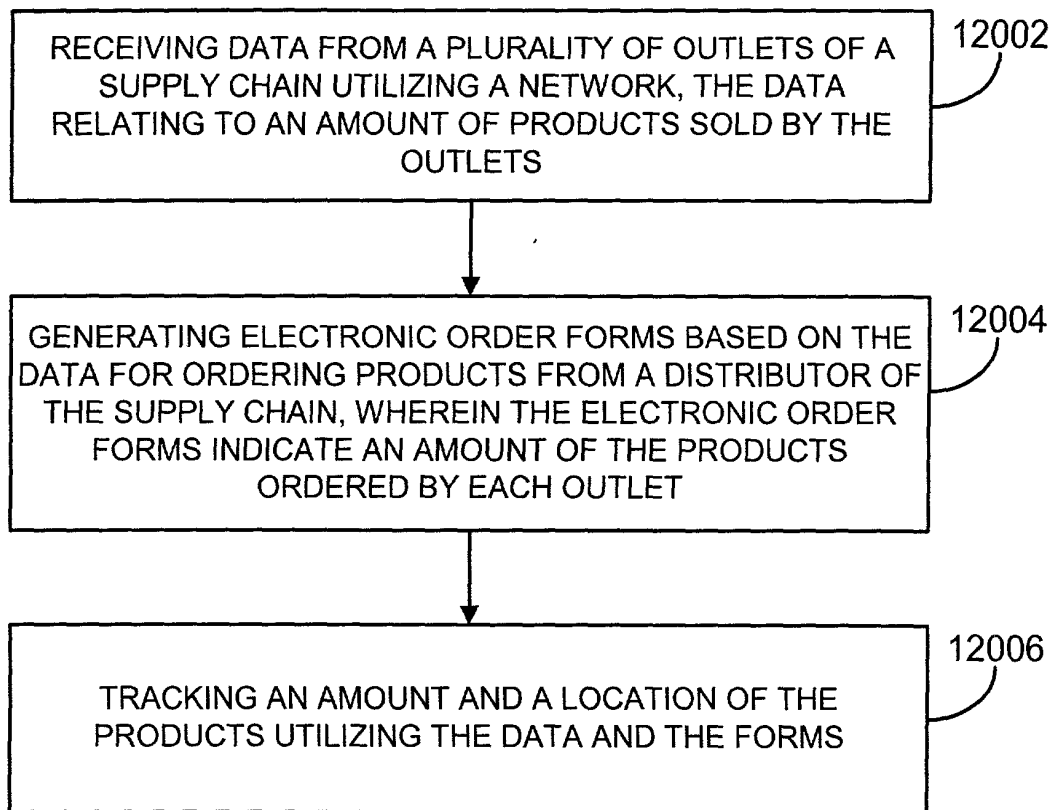 RECEIVING DATA FROM A PLURALITY OF OUTLETS OF A
SUPPLY CHAIN UTILIZING A NETWORK, THE DATA
RELATING TO AN AMOUNT OF PRODUCTS SOLD BY THE
OUTLETS
12002
GENERATING ELECTRONIC ORDER FORMS BASED ON THE
DATA FOR ORDERING PRODUCTS FROM A DISTRIBUTOR OF
THE SUPPLY CHAIN, WHEREIN THE ELECTRONIC ORDER
FORMS INDICATE AN AMOUNT OF THE PRODUCTS
ORDERED BY EACH OUTLET
12004
TRACKING AN AMOUNT AND A LOCATION OF THE
PRODUCTS UTILIZING THE DATA AND THE FORMS
12006